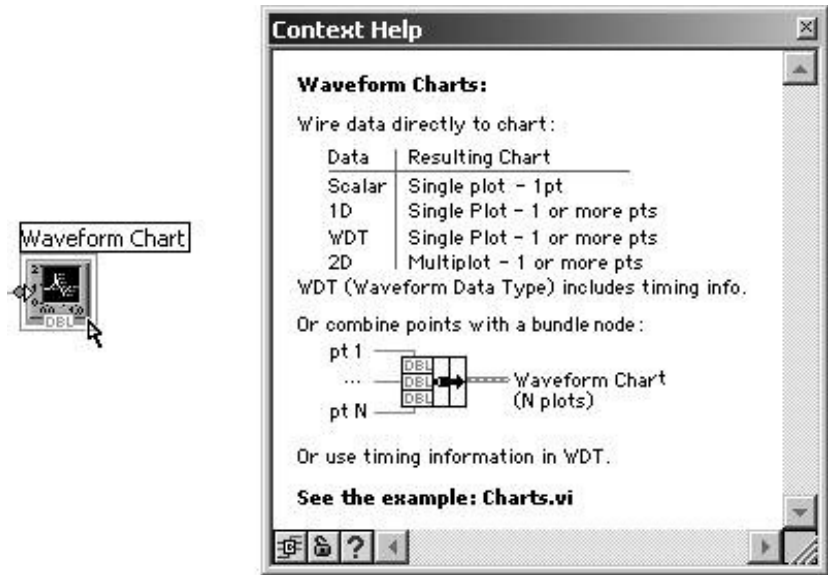 Waveform Chart
DBL
Context Help
Waveform Charts:
Wire data directly to chart:
Data Resulting Chart
Scalar Single plot - 1pt
1D Single Plot - 1 or more pts
WDT Single Plot - 1 or more pts
2D Multiplot - 1 or more pts
WDT (Waveform Data Type) includes timing info.
Or combine points with a bundle node:
pt 1
DBL
... DBL Waveform Chart
DBL (N plots)
pt N
Or use timing information in WDT.
See the example: Charts.vi
?